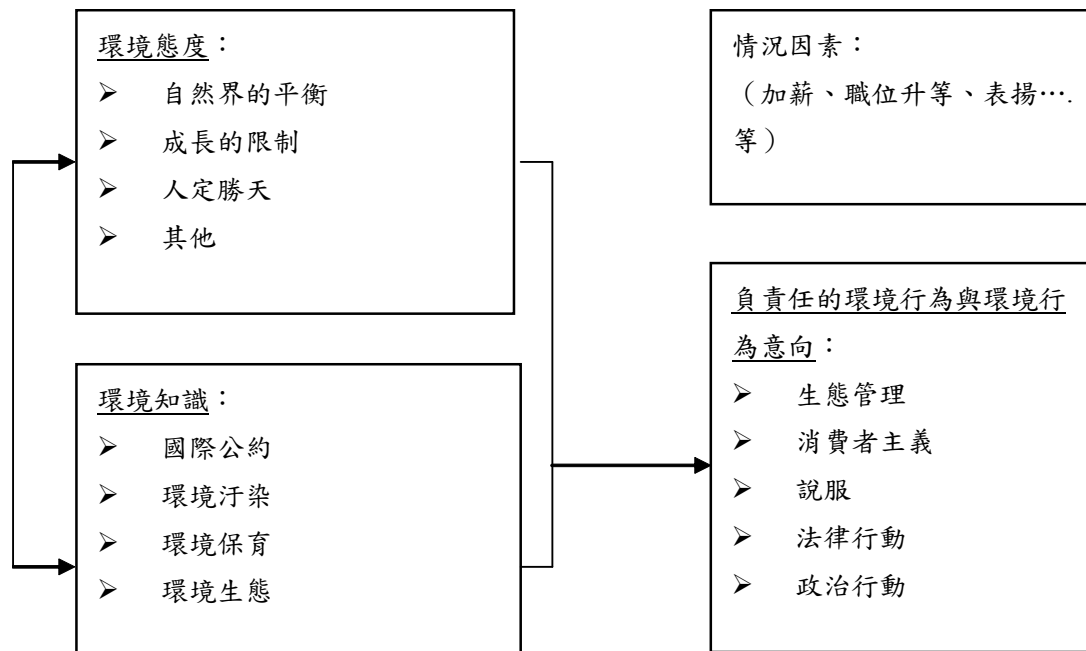 環境態度：
➢ 自然界的平衡
➢ 成長的限制
➢ 人定勝天
➢ 其他
情況因素：
（加薪、職位升等、表揚….
等）
環境知識：
➢ 國際公約
➢ 環境汙染
➢ 環境保育
➢ 環境生態
負責任的環境行為與環境行
為意向：
➢ 生態管理
➢ 消費者主義
➢ 說服
➢ 法律行動
➢ 政治行動